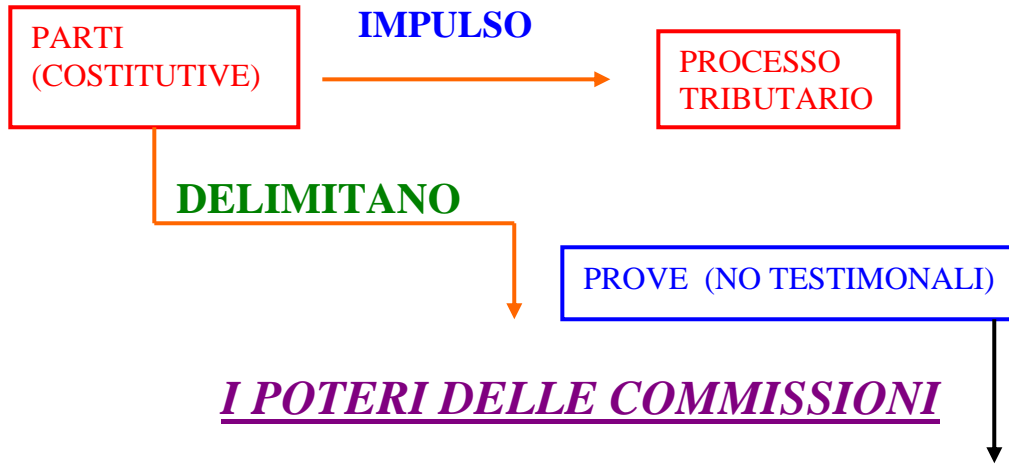 PARTI
(COSTITUTIVE)
IMPULSO
PROCESSO
TRIBUTARIO
DELIMITANO
PROVE (NO TESTIMONALI)
I POTERI DELLE COMMISSIONI